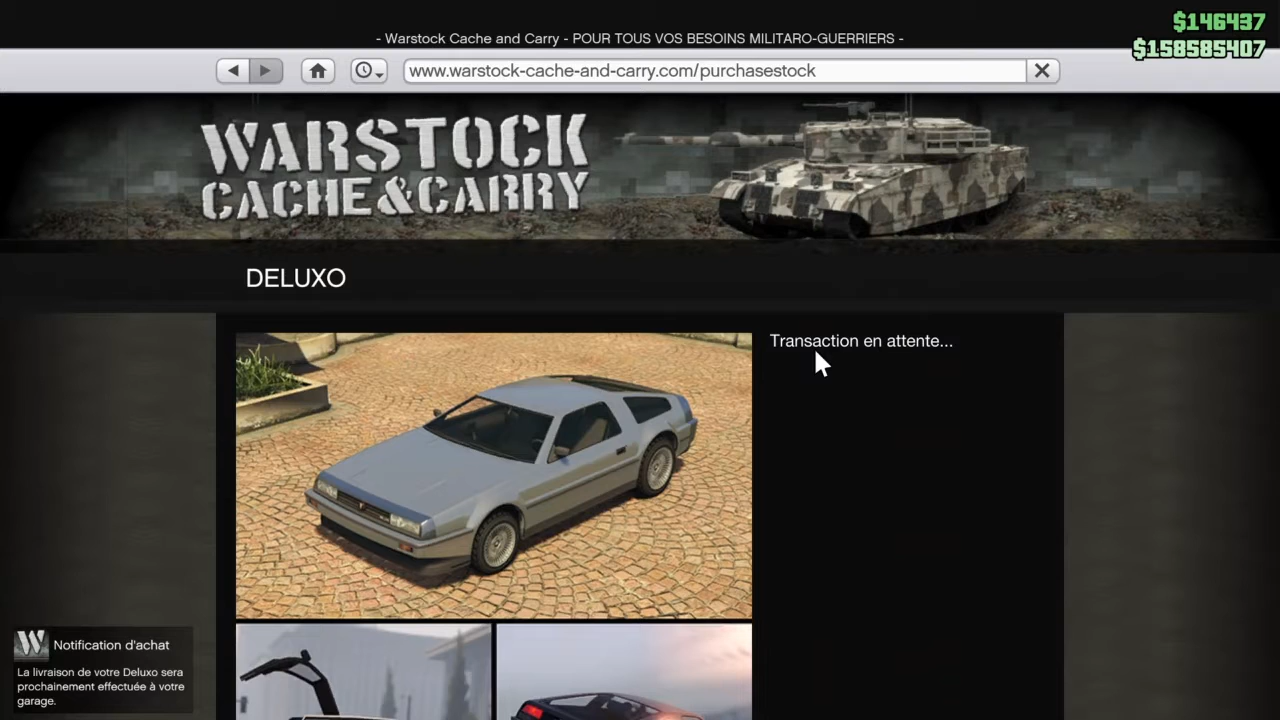 $146437
- Warstock Cache and Carry - POUR TOUS VOS BESOINS MILITARO-GUERRIERS -
$158585407
www.warstock-cache-and-carry.com/purchasestock
WARSTOCK
CACHE&CARRY
DELUXO
Transaction en attente...
W Notification d'achat
La livraison de votre Deluxo sera
prochainement effectuée à votre
garage.